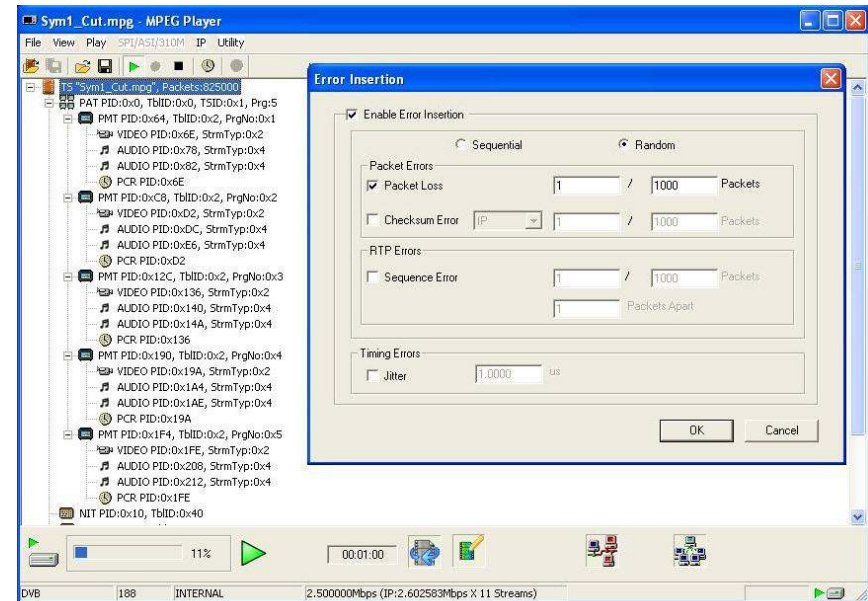 Sym1_Cut.mpg - MPEG Player
File View Play SPI/ASI/310M IP Utility
TS "Sym1_Cut.mpg", Packets:825000
PAT PID:0x0, TblID:0x0, TSID:0x1, Prg:5
PMT PID:0x64, TblID:0x2, PrgNo:0x1
VIDEO PID:0x6E, StrmTyp:0x2
AUDIO PID:0x78, StrmTyp:0x4
AUDIO PID:0x82, StrmTyp:0x4
PCR PID:0x6E
PMT PID:0xC8, TblID:0x2, PrgNo:0x2
VIDEO PID:0xD2, StrmTyp:0x2
AUDIO PID:0xDC, StrmTyp:0x4
AUDIO PID:0xE6, StrmTyp:0x4
PCR PID:0xD2
PMT PID:0x12C, TblID:0x2, PrgNo:0x3
VIDEO PID:0x136, StrmTyp:0x2
AUDIO PID:0x140, StrmTyp:0x4
AUDIO PID:0x14A, StrmTyp:0x4
PCR PID:0x136
PMT PID:0x190, TblID:0x2, PrgNo:0x4
VIDEO PID:0x19A, StrmTyp:0x2
AUDIO PID:0x1A4, StrmTyp:0x4
AUDIO PID:0x1AE, StrmTyp:0x4
PCR PID:0x19A
PMT PID:0x1F4, TblID:0x2, PrgNo:0x5
VIDEO PID:0x1FE, StrmTyp:0x2
AUDIO PID:0x208, StrmTyp:0x4
AUDIO PID:0x212, StrmTyp:0x4
PCR PID:0x1FE
NIT PID:0x10, TblID:0x40
Error Insertion
Enable Error Insertion
Sequential Random
Packet Errors
Packet Loss 1 / 1000 Packets
Checksum Error IP 1 / 1000 Packets
RTP Errors
Sequence Error 1 / 1000 Packets
1 Packets Apart
Timing Errors
Jitter 1.0000 us
OK Cancel
11% 00:01:00
DVB 188 INTERNAL 2.500000Mbps (IP:2.602583Mbps X 11 Streams)